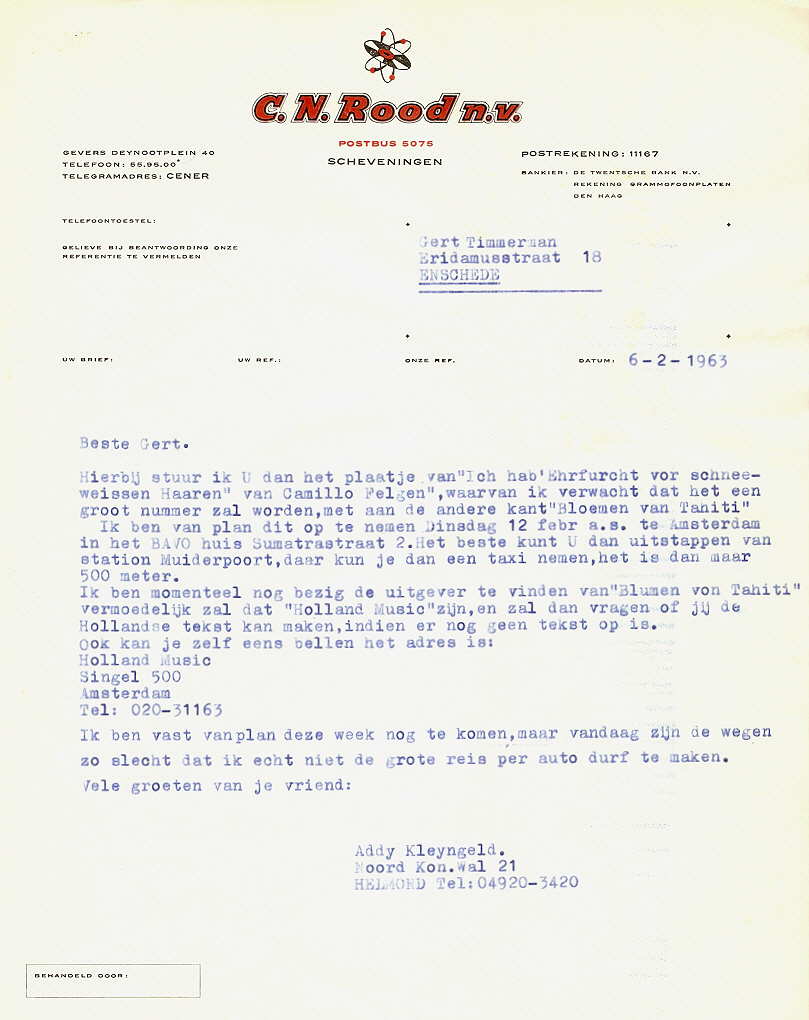 C. N. Rood n.v.
POSTBUS 5075
SCHEVENINGEN
GEVERS DEYNOOTPLEIN 40
TELEFOON: 55.95.00*
TELEGRAMADRES: CENER
POSTREKENING: 11167
BANKIER: DE TWENTSCHE BANK N.V.
REKENING GRAMMOFOONPLATEN
DEN HAAG
TELEFOONTOESTEL:
GELIEVE BIJ BEANTWOORDING ONZE
REFERENTIE TE VERMELDEN
Gert Timmerman
Eridamusstraat 18
ENSCHEDE
UW BRIEF: UW REF.: ONZE REF. DATUM: 6-2-1963
Beste Gert.
Hierbij stuur ik U dan het plaatje van"Ich hab'Ehrfurcht vor schnee-
weissen Haaren" van Camillo Felgen",waarvan ik verwacht dat het een
groot nummer zal worden,met aan de andere kant"Bloemen van Tahiti"
Ik ben van plan dit op te nemen Dinsdag 12 febr a.s. te Amsterdam
in het BAVO huis Sumatrastraat 2.Het beste kunt U dan uitstappen van
station Muiderpoort,daar kun je dan een taxi nemen,het is dan maar
500 meter.
Ik ben momenteel nog bezig de uitgever te vinden van"Blumen von Tahiti"
vermoedelijk zal dat "Holland Music"zijn,en zal dan vragen of jij de
Hollandse tekst kan maken,indien er nog geen tekst op is.
Ook kan je zelf eens bellen het adres is:
Holland Music
Singel 500
Amsterdam
Tel: 020-31163
Ik ben vast vanplan deze week nog te komen,maar vandaag zijn de wegen
zo slecht dat ik echt niet de grote reis per auto durf te maken.
Vele groeten van je vriend:
Addy Kleyngeld.
Noord Kon.Wal 21
HELMOND Tel:04920-3420
BEHANDELD DOOR: